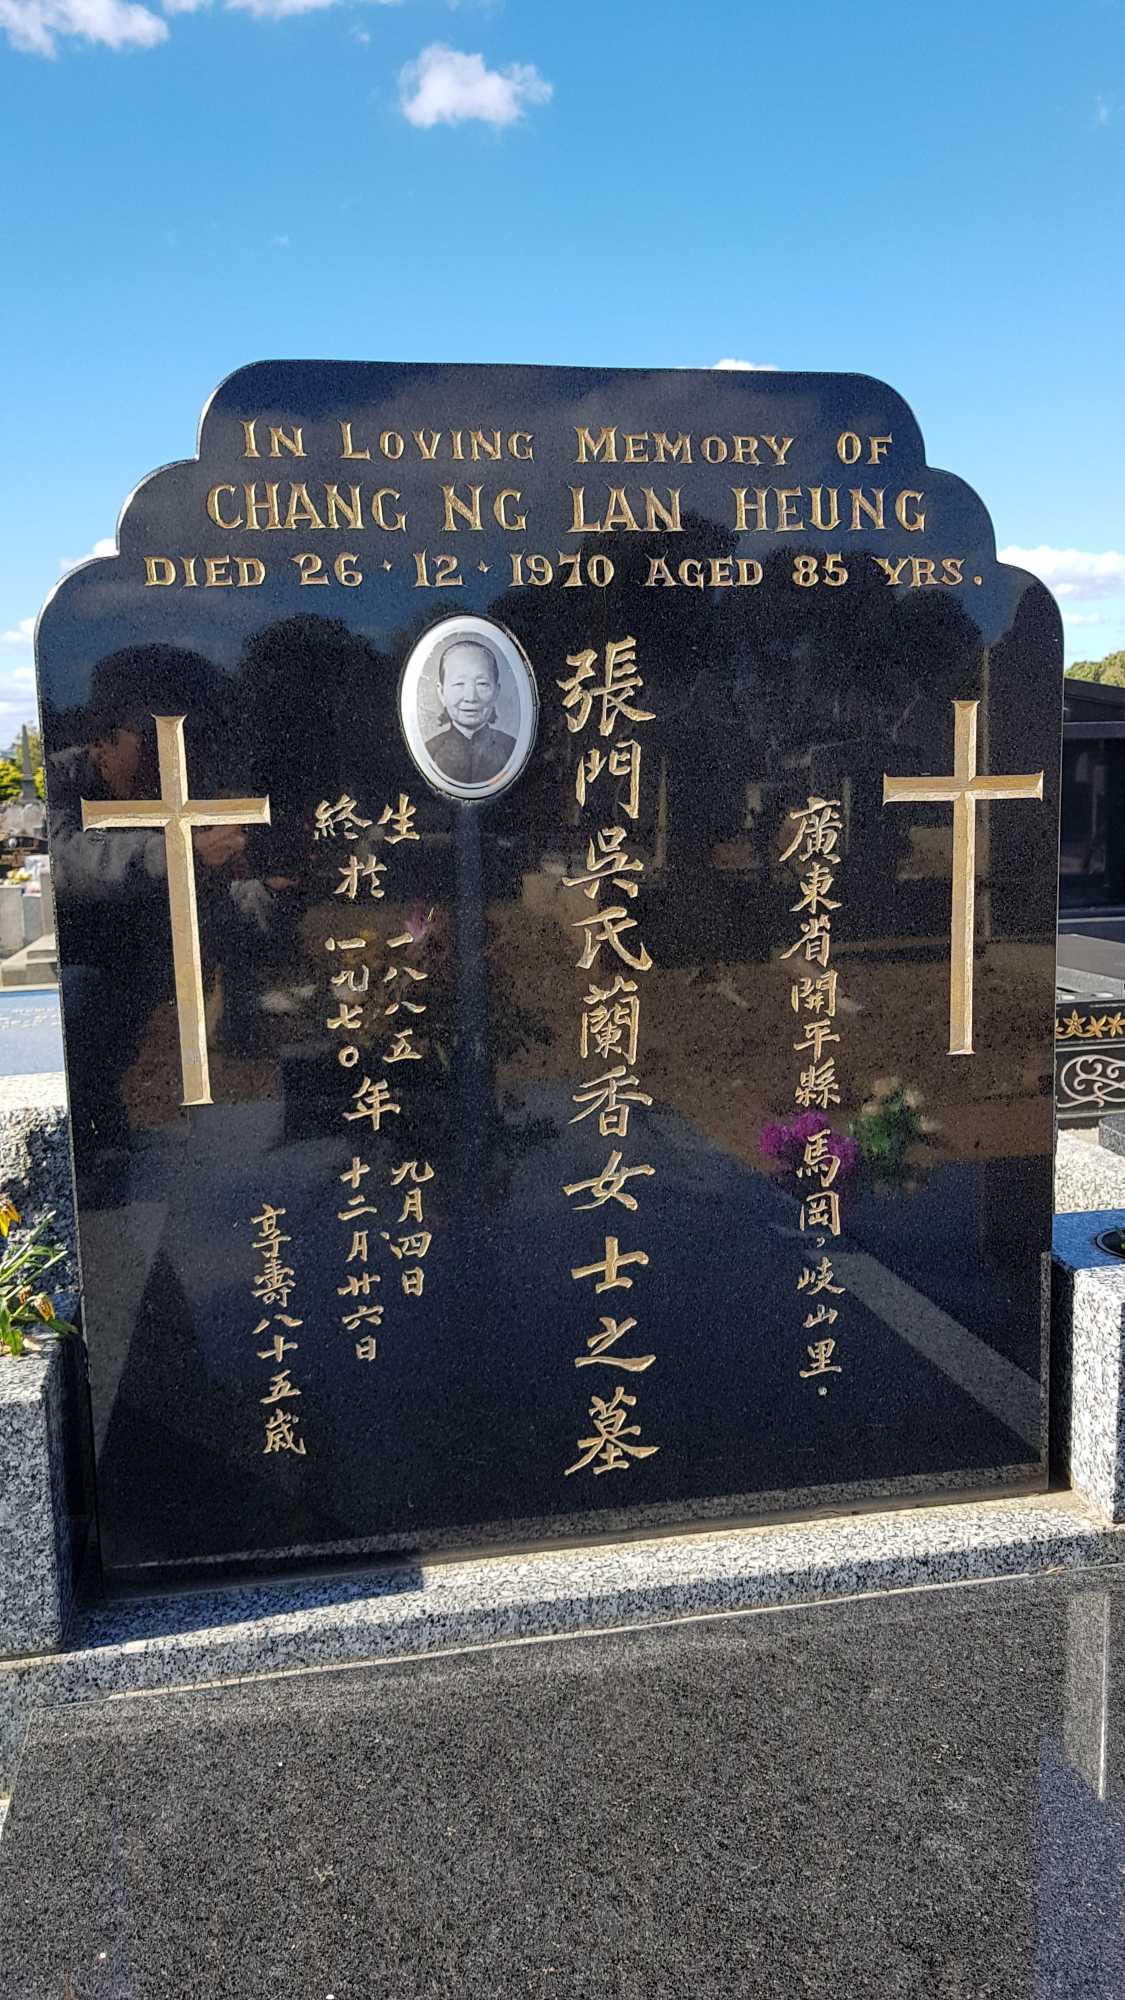 IN LOVING MEMORY OF
CHANG NG LAN HEUNG
DIED 26 · 12 · 1970 AGED 85 YRS.
廣東省開平縣馬岡，岐山里．
張門吳氏蘭香女士之墓
生 一八八五 九月四日
終於 一九七〇年 十二月廿六日
享壽八十五歲